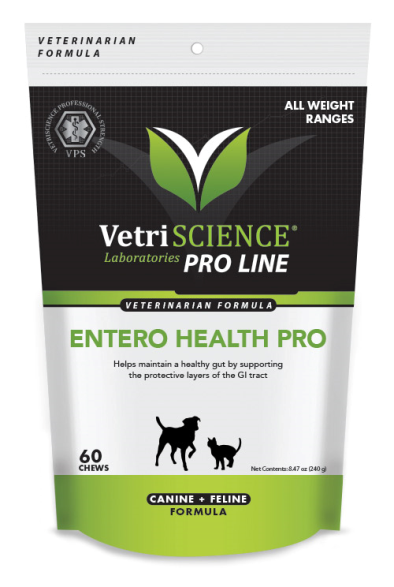 VETERINARIAN
FORMULA
ALL WEIGHT
RANGES
VETRISCIENCE PROFESSIONAL STRENGTH
VPS
VetriSCIENCE®
Laboratories PRO LINE
VETERINARIAN FORMULA
ENTERO HEALTH PRO
Helps maintain a healthy gut by supporting
the protective layers of the GI tract
60
CHEWS
Net Contents: 8.47 oz (240 g)
CANINE + FELINE
FORMULA